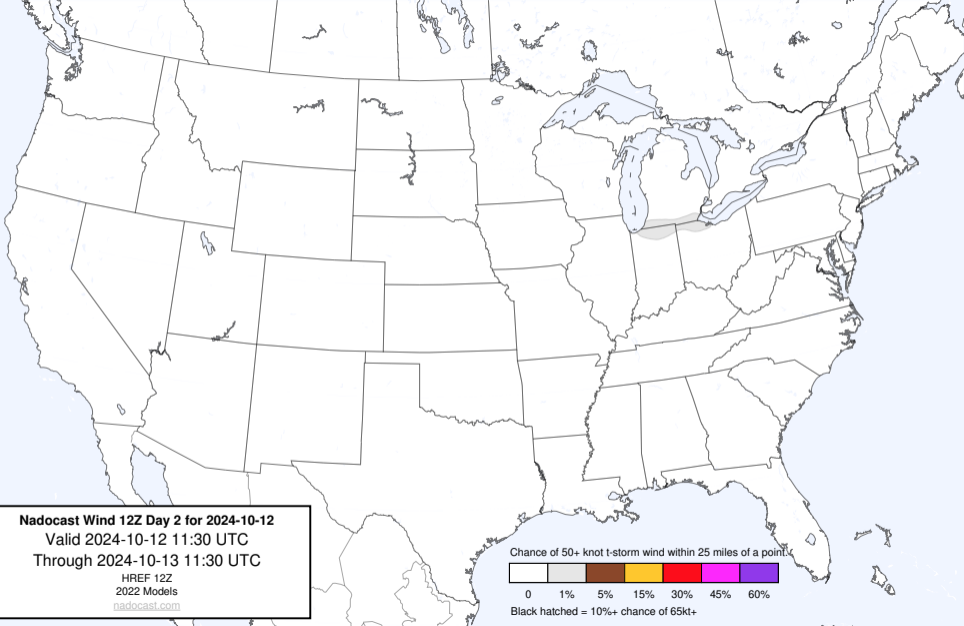 Nadocast Wind 12Z Day 2 for 2024-10-12
Valid 2024-10-12 11:30 UTC
Through 2024-10-13 11:30 UTC
HREF 12Z
2022 Models
nadocast.com
Chance of 50+ knot t-storm wind within 25 miles of a point.
0 1% 5% 15% 30% 45% 60%
Black hatched = 10%+ chance of 65kt+